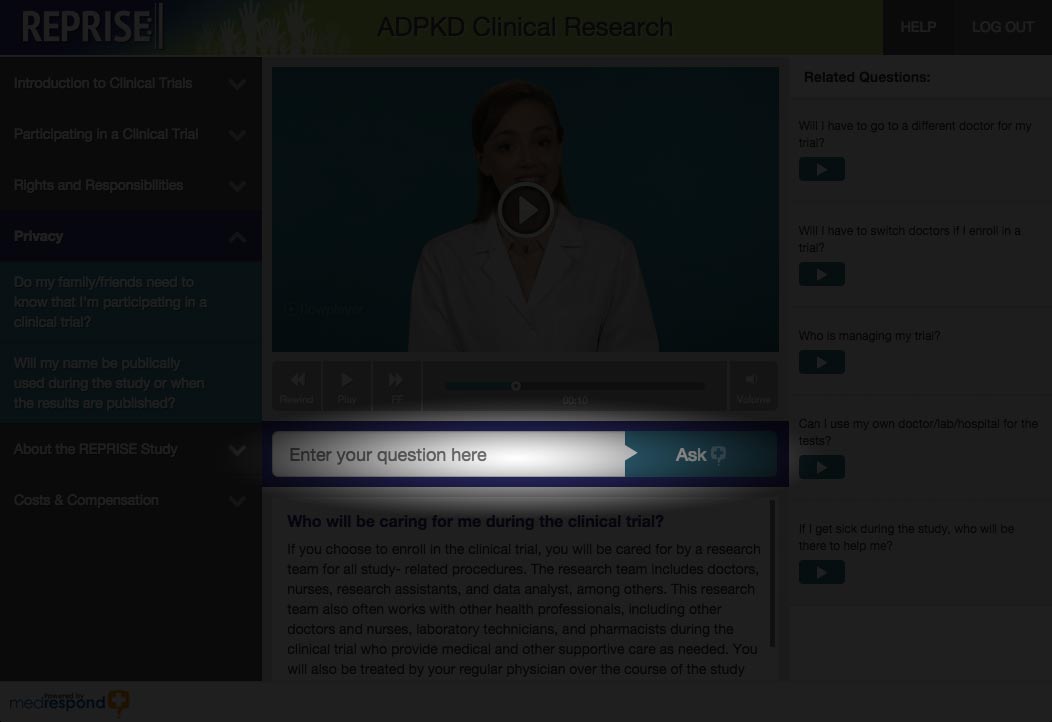 REPRISE
ADPKD Clinical Research
HELP
LOG OUT
Introduction to Clinical Trials
Participating in a Clinical Trial
Rights and Responsibilities
Privacy
Do my family/friends need to
know that I'm participating in a
clinical trial?
Will my name be publically
used during the study or when
the results are published?
About the REPRISE Study
Costs & Compensation
flowplayer
Rewind
Play
FF
00:10
Volume
Enter your question here
Ask
Who will be caring for me during the clinical trial?
If you choose to enroll in the clinical trial, you will be cared for by a research
team for all study- related procedures. The research team includes doctors,
nurses, research assistants, and data analyst, among others. This research
team also often works with other health professionals, including other
doctors and nurses, laboratory technicians, and pharmacists during the
clinical trial who provide medical and other supportive care as needed. You
will also be treated by your regular physician over the course of the study
Related Questions:
Will I have to go to a different doctor for my
trial?
Will I have to switch doctors if I enroll in a
trial?
Who is managing my trial?
Can I use my own doctor/lab/hospital for the
tests?
If I get sick during the study, who will be
there to help me?
Powered by
medrespond